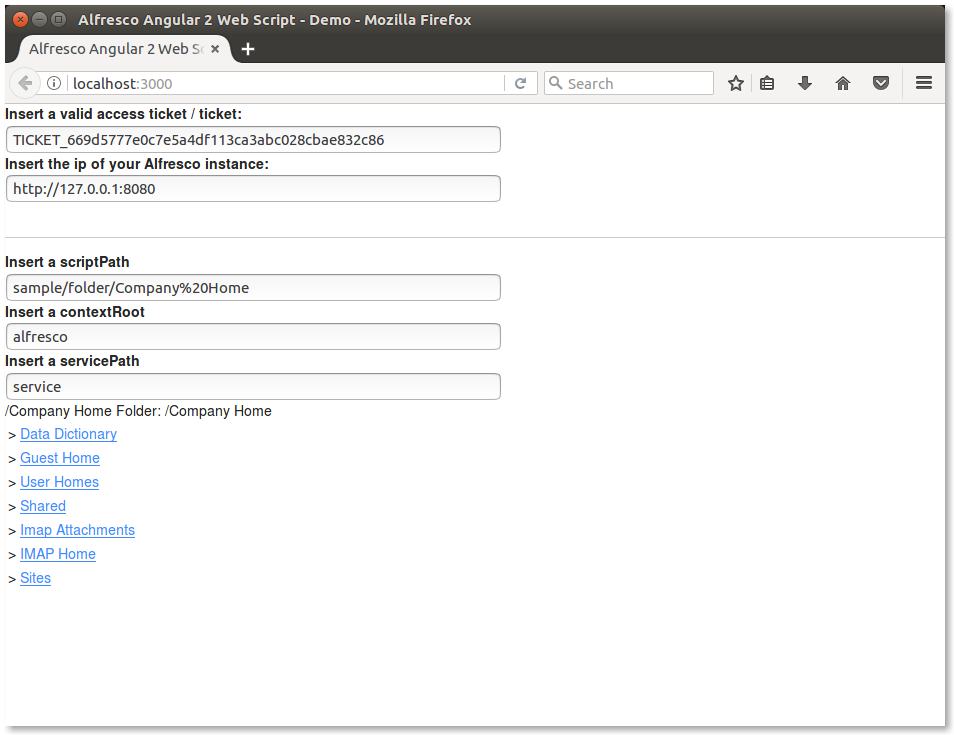 Alfresco Angular 2 Web Script - Demo - Mozilla Firefox
Alfresco Angular 2 Web Sc
localhost:3000
Search
Insert a valid access ticket / ticket:
TICKET_669d5777e0c7e5a4df113ca3abc028cbae832c86
Insert the ip of your Alfresco instance:
http://127.0.0.1:8080
Insert a scriptPath
sample/folder/Company%20Home
Insert a contextRoot
alfresco
Insert a servicePath
service
/Company Home Folder: /Company Home
> Data Dictionary
> Guest Home
> User Homes
> Shared
> Imap Attachments
> IMAP Home
> Sites